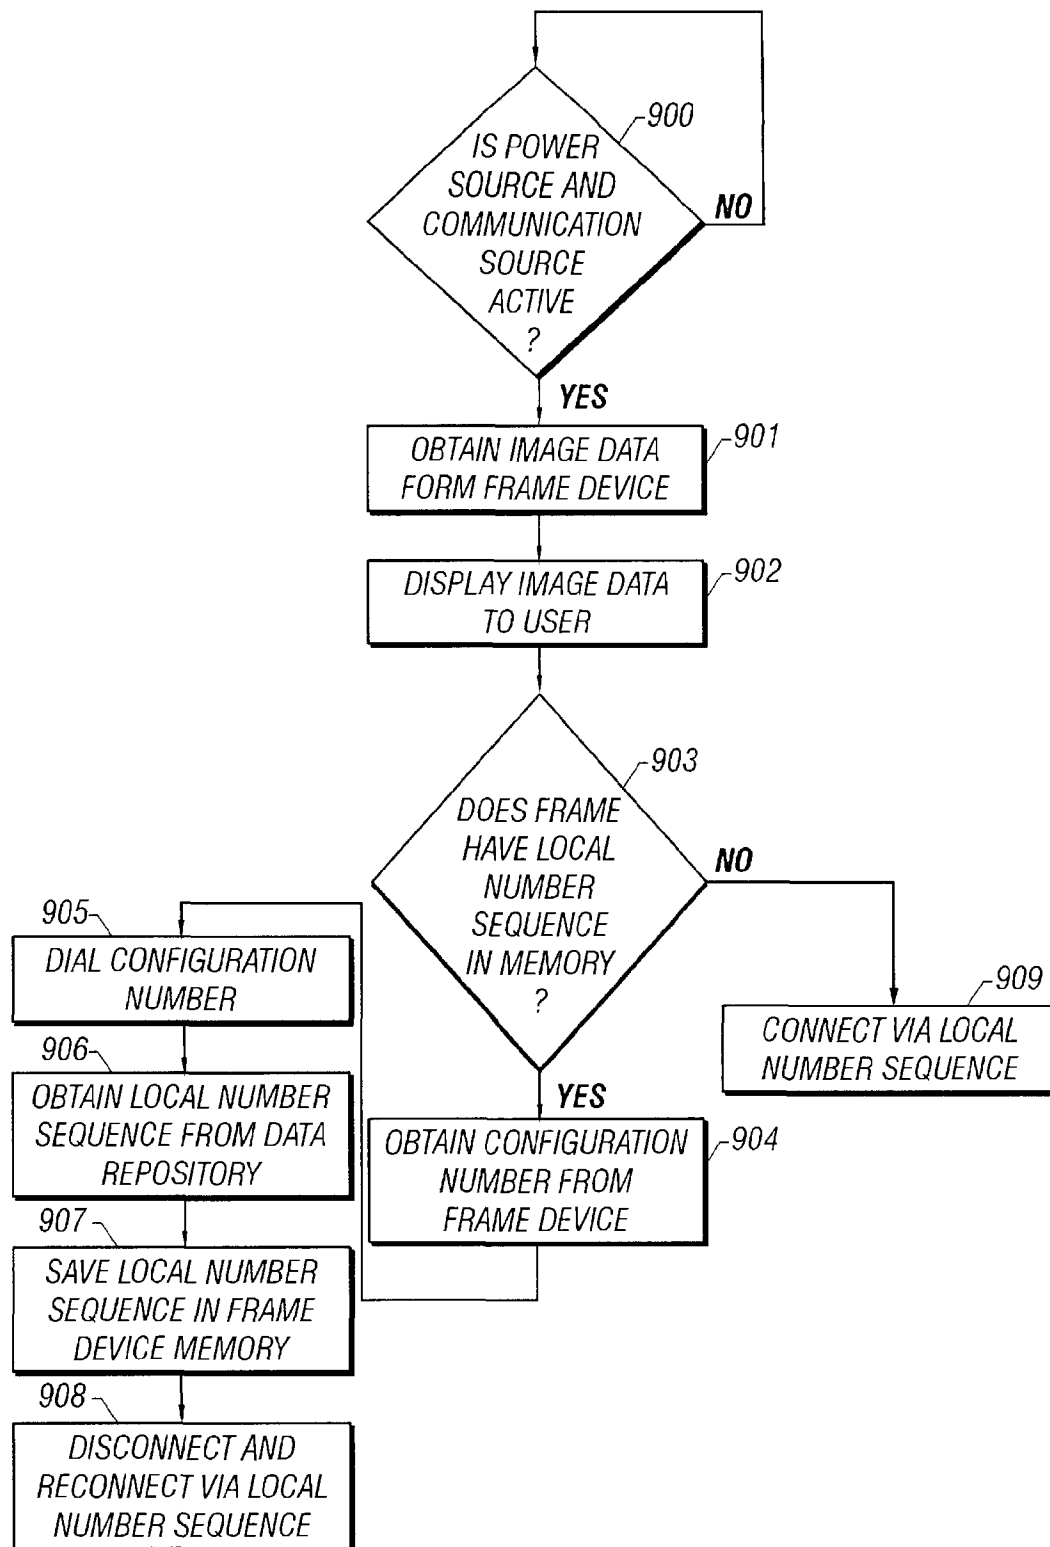 900
IS POWER
SOURCE AND
COMMUNICATION
SOURCE
ACTIVE
?
NO
YES
901
OBTAIN IMAGE DATA
FORM FRAME DEVICE
902
DISPLAY IMAGE DATA
TO USER
903
DOES FRAME
HAVE LOCAL
NUMBER
SEQUENCE
IN MEMORY
?
NO
YES
904
OBTAIN CONFIGURATION
NUMBER FROM
FRAME DEVICE
905
DIAL CONFIGURATION
NUMBER
906
OBTAIN LOCAL NUMBER
SEQUENCE FROM DATA
REPOSITORY
907
SAVE LOCAL NUMBER
SEQUENCE IN FRAME
DEVICE MEMORY
908
DISCONNECT AND
RECONNECT VIA LOCAL
NUMBER SEQUENCE
909
CONNECT VIA LOCAL
NUMBER SEQUENCE